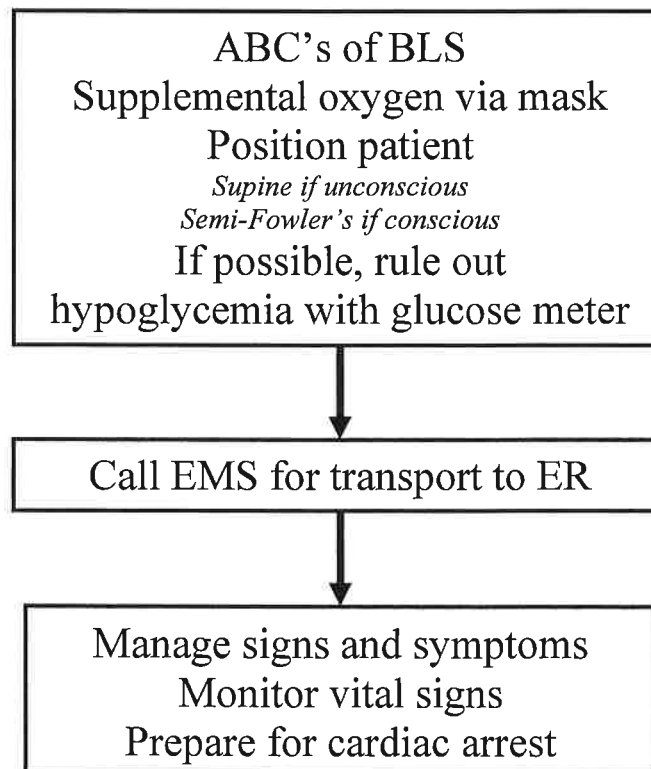 ABC’s of BLS
Supplemental oxygen via mask
Position patient
Supine if unconscious
Semi-Fowler’s if conscious
If possible, rule out
hypoglycemia with glucose meter
Call EMS for transport to ER
Manage signs and symptoms
Monitor vital signs
Prepare for cardiac arrest